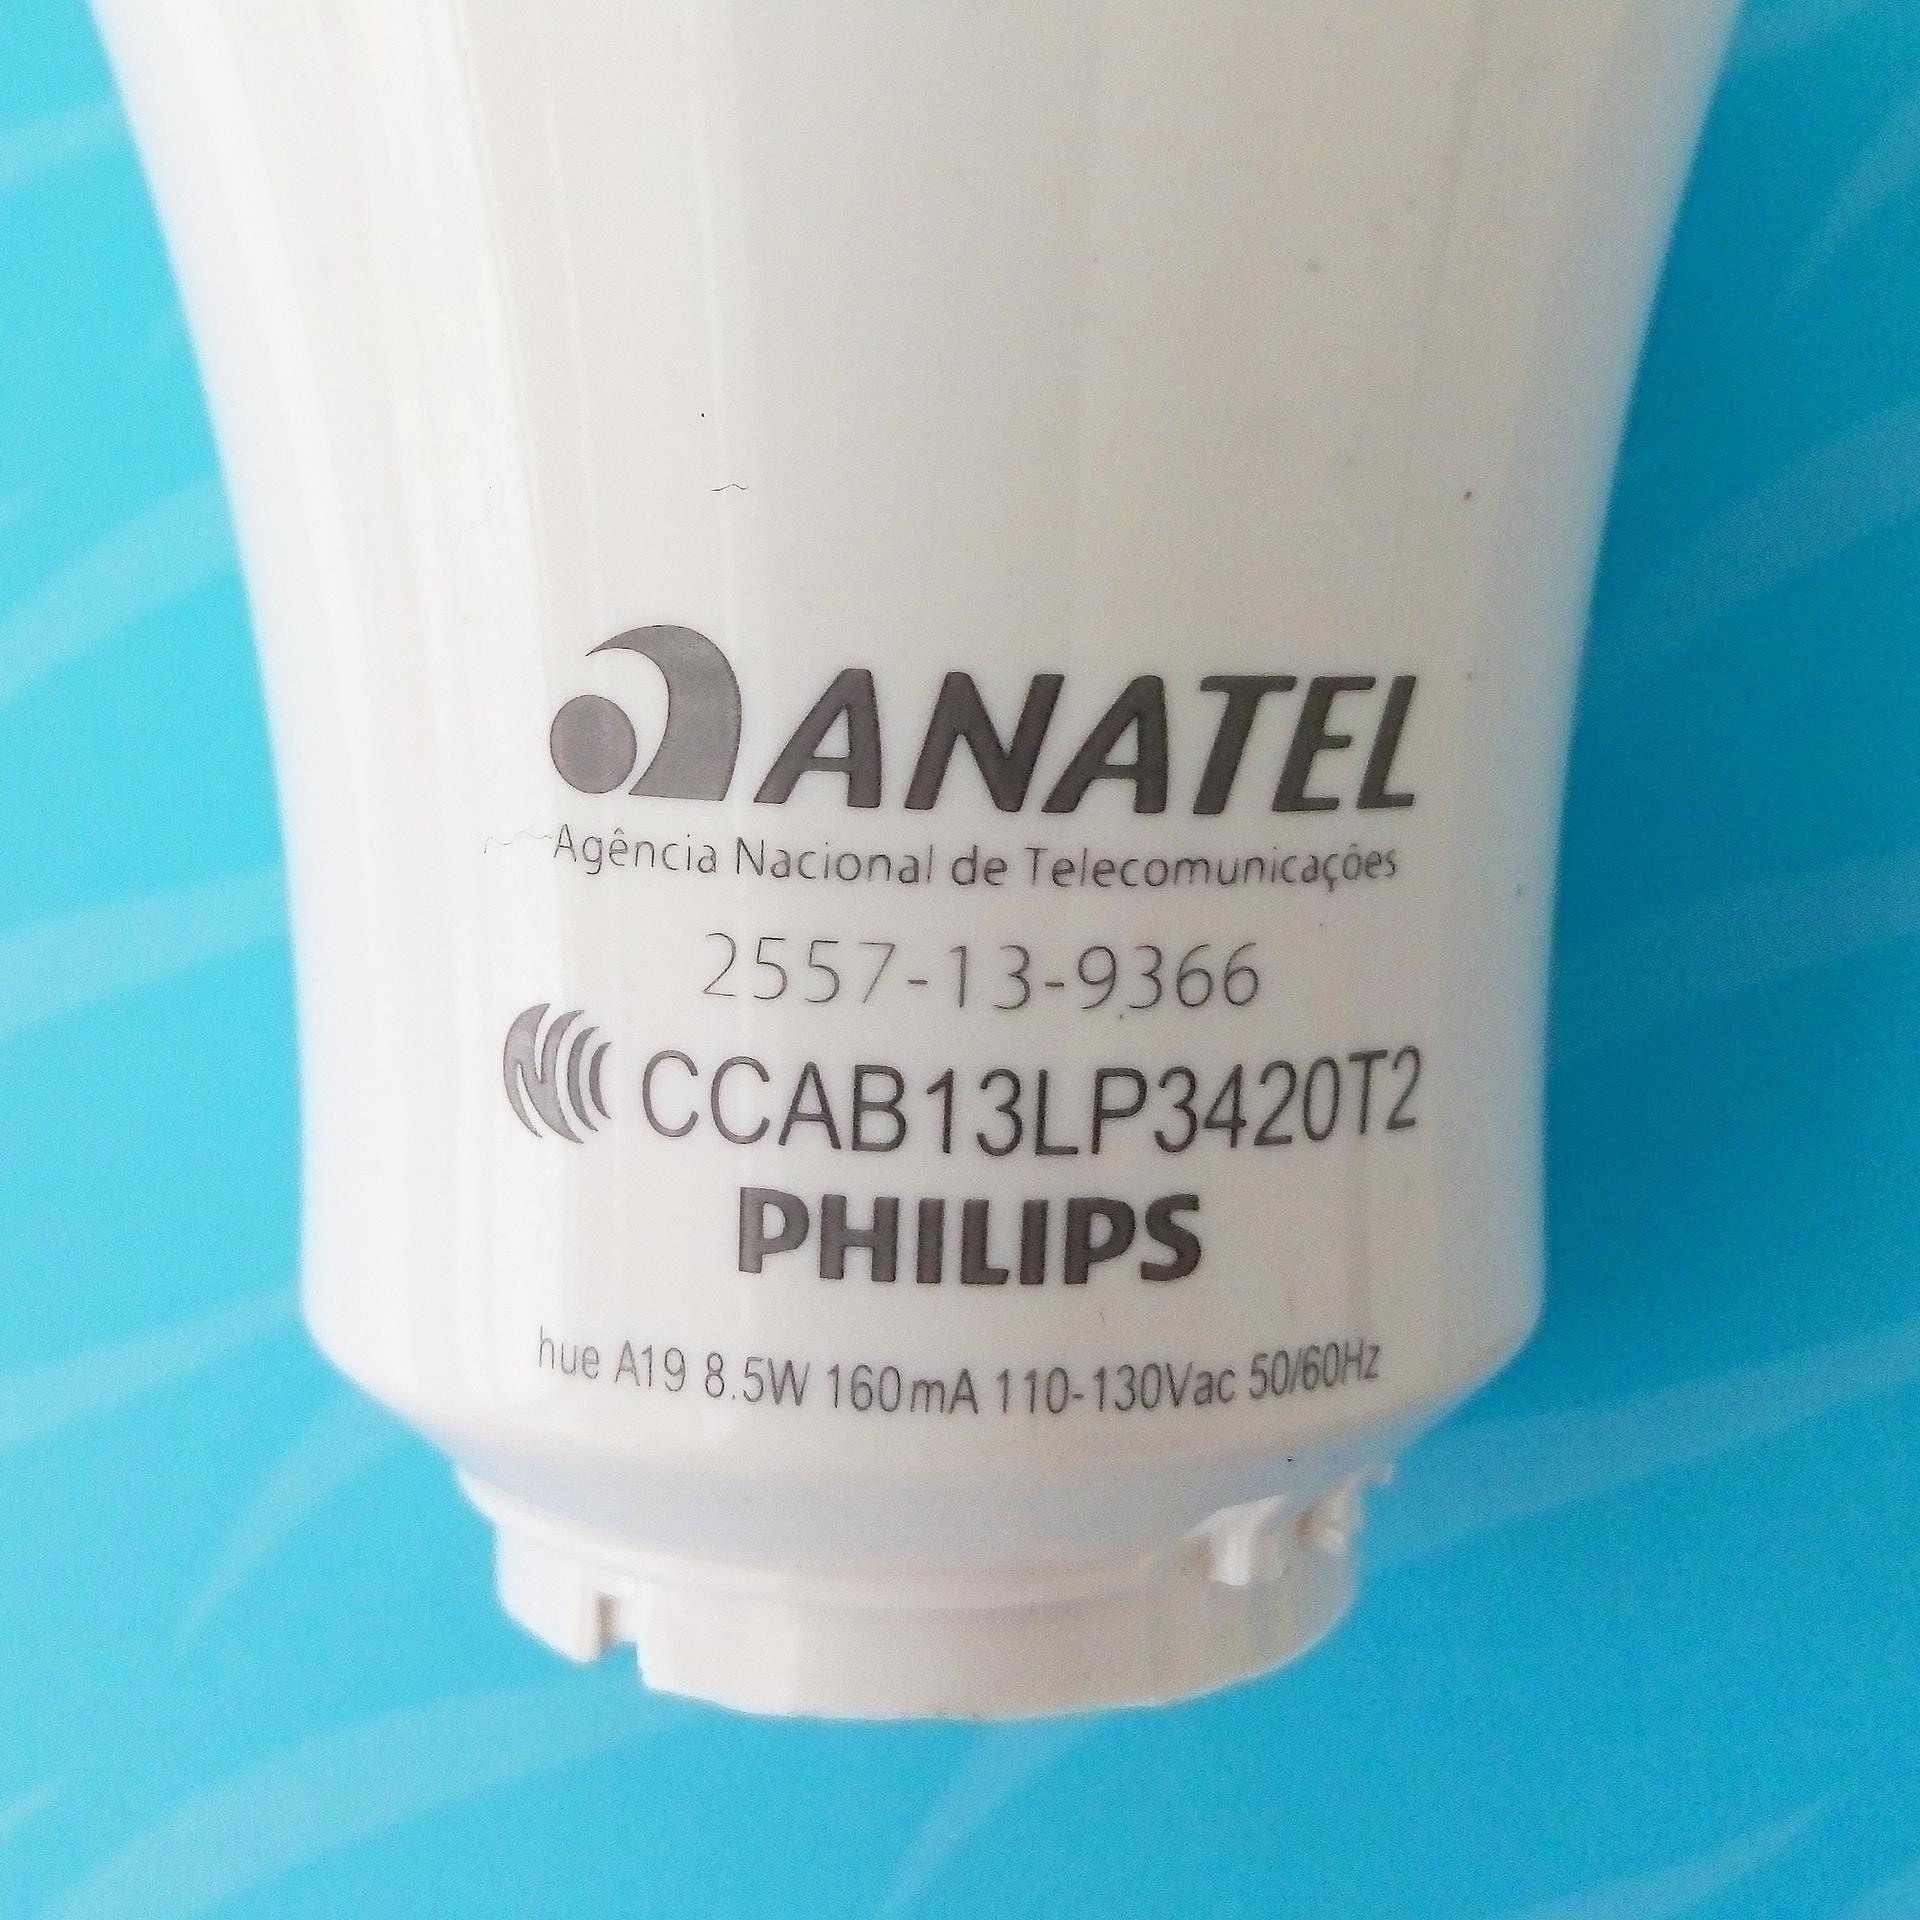 ANATEL
Agência Nacional de Telecomunicações
2557-13-9366
CCAB13LP3420T2
PHILIPS
hue A19 8.5W 160mA 110-130Vac 50/60Hz